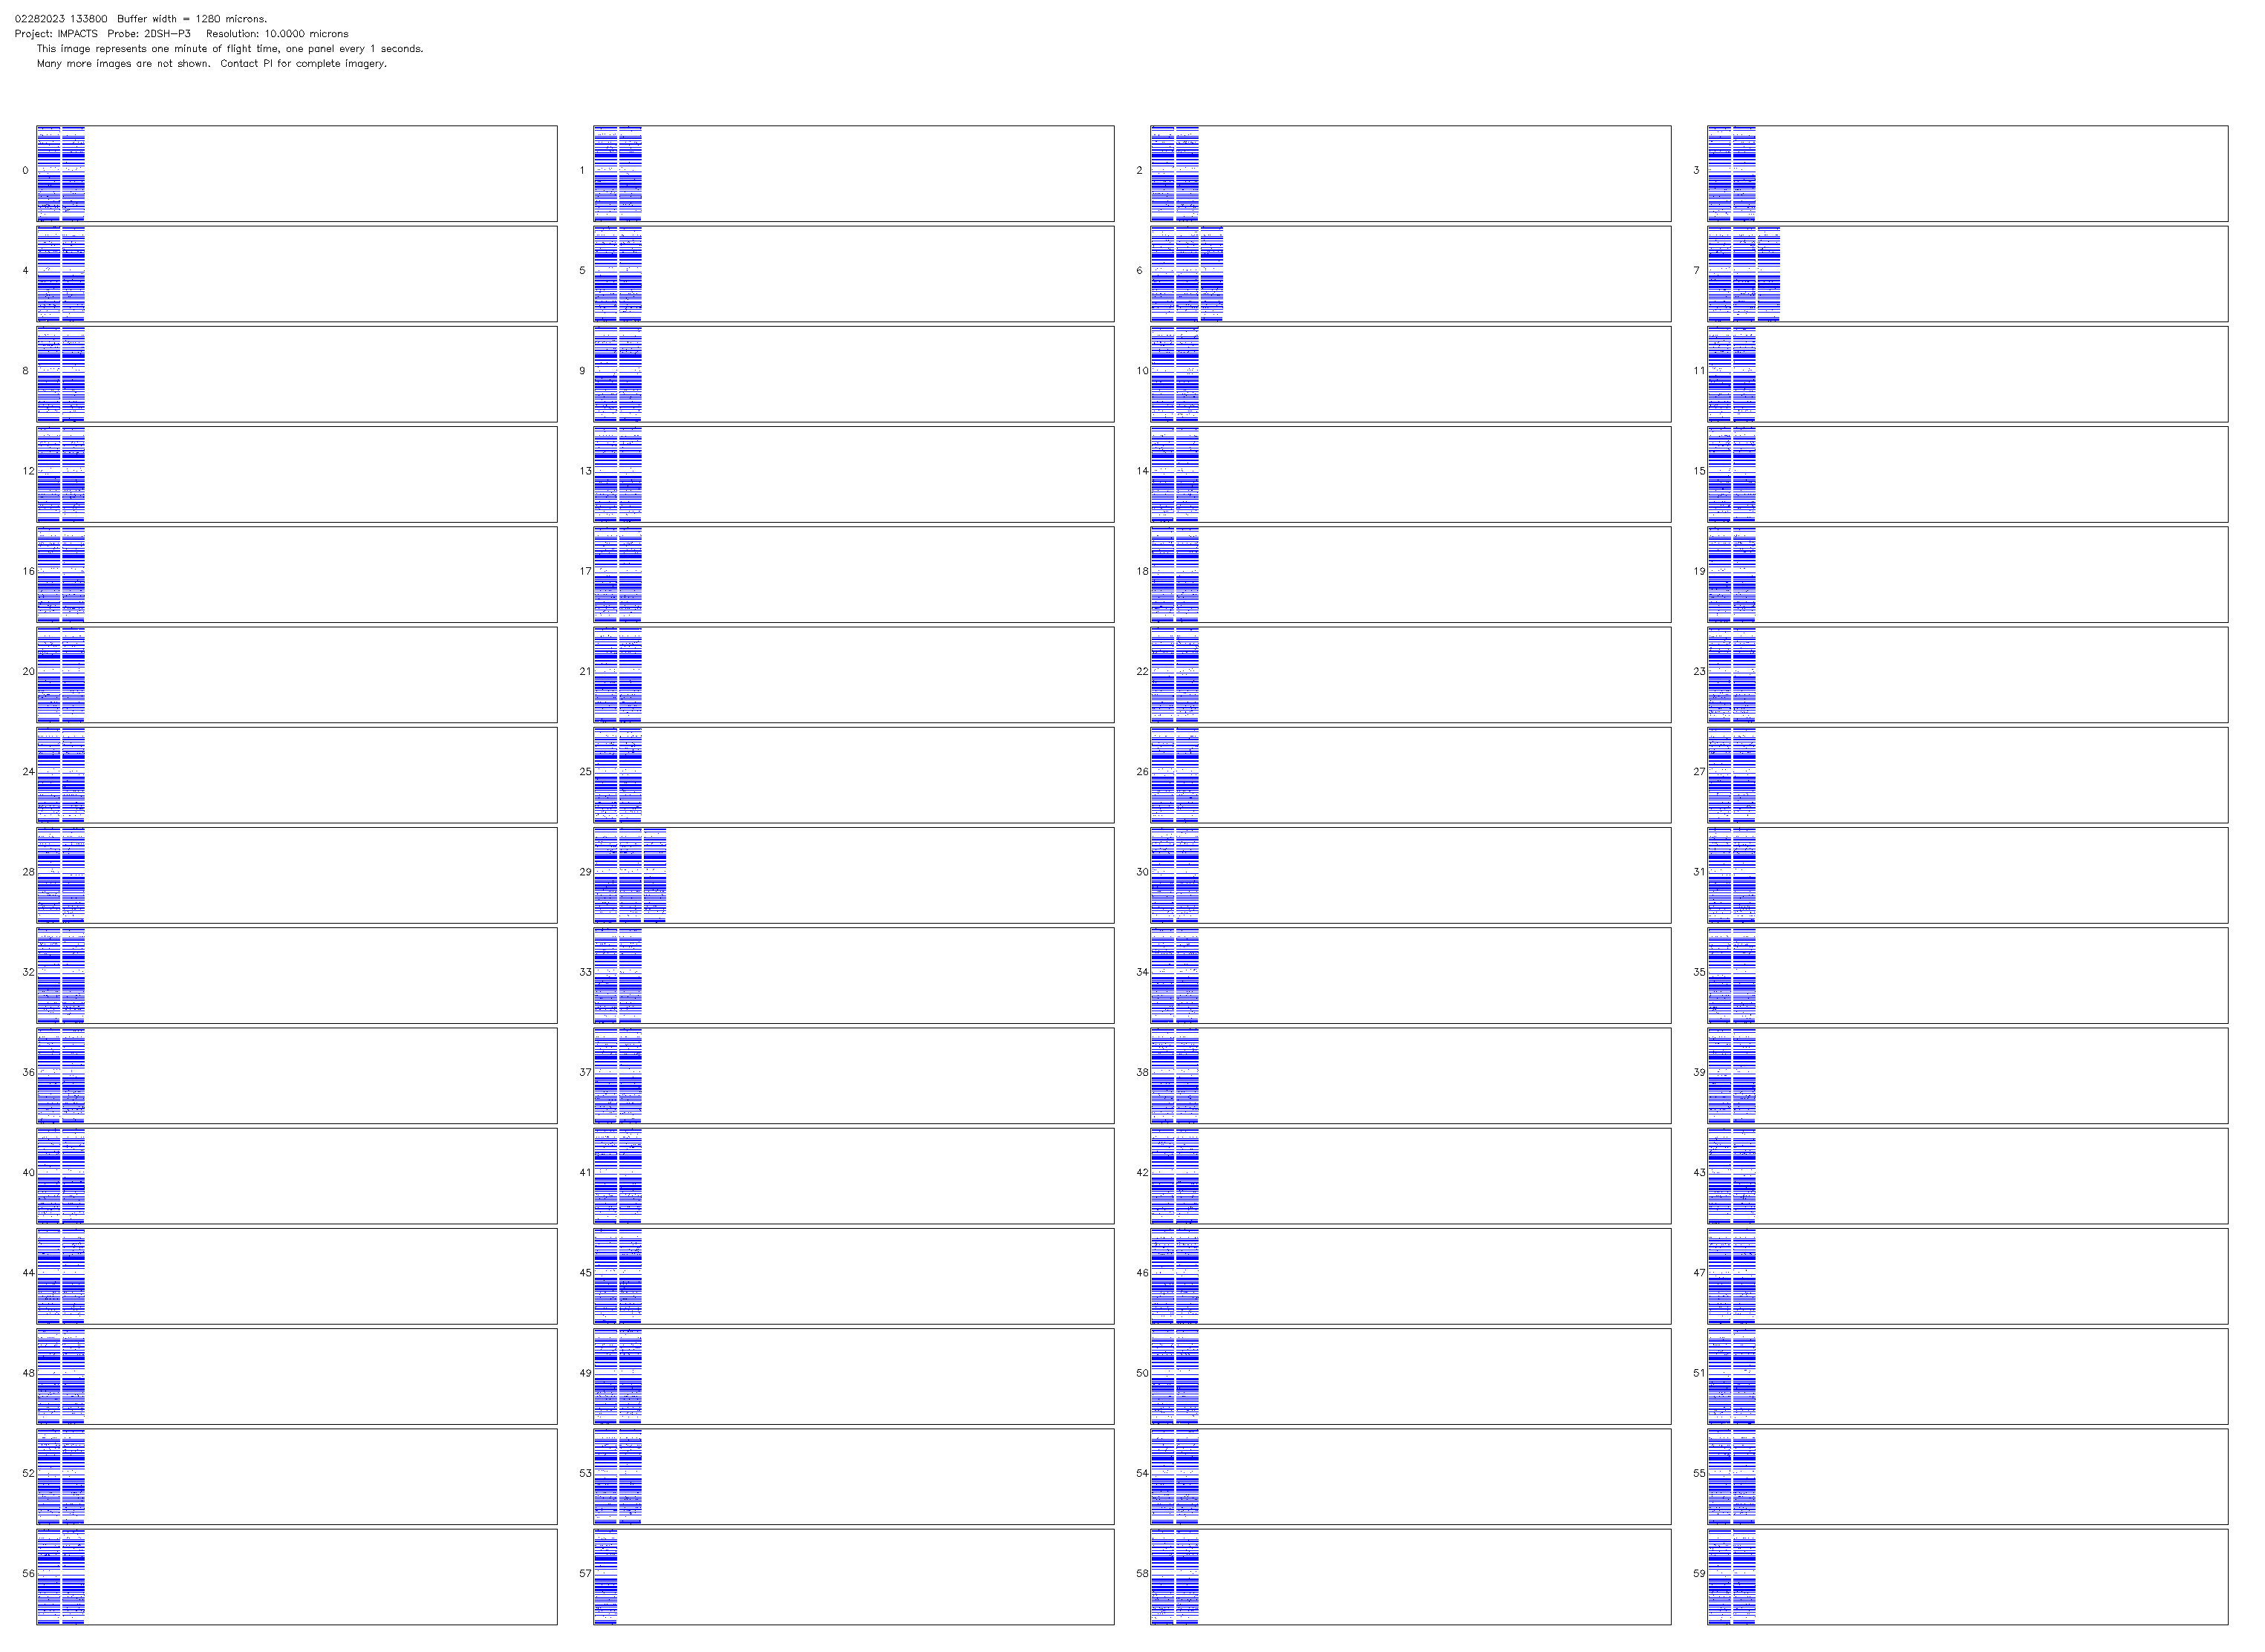 02282023 133800 Buffer width = 1280 microns.
Project: IMPACTS Probe: 2DSH-P3 Resolution: 10.0000 microns
This image represents one minute of flight time, one panel every 1 seconds.
Many more images are not shown. Contact PI for complete imagery.
0 1 2 3
4 5 6 7
8 9 10 11
12 13 14 15
16 17 18 19
20 21 22 23
24 25 26 27
28 29 30 31
32 33 34 35
36 37 38 39
40 41 42 43
44 45 46 47
48 49 50 51
52 53 54 55
56 57 58 59